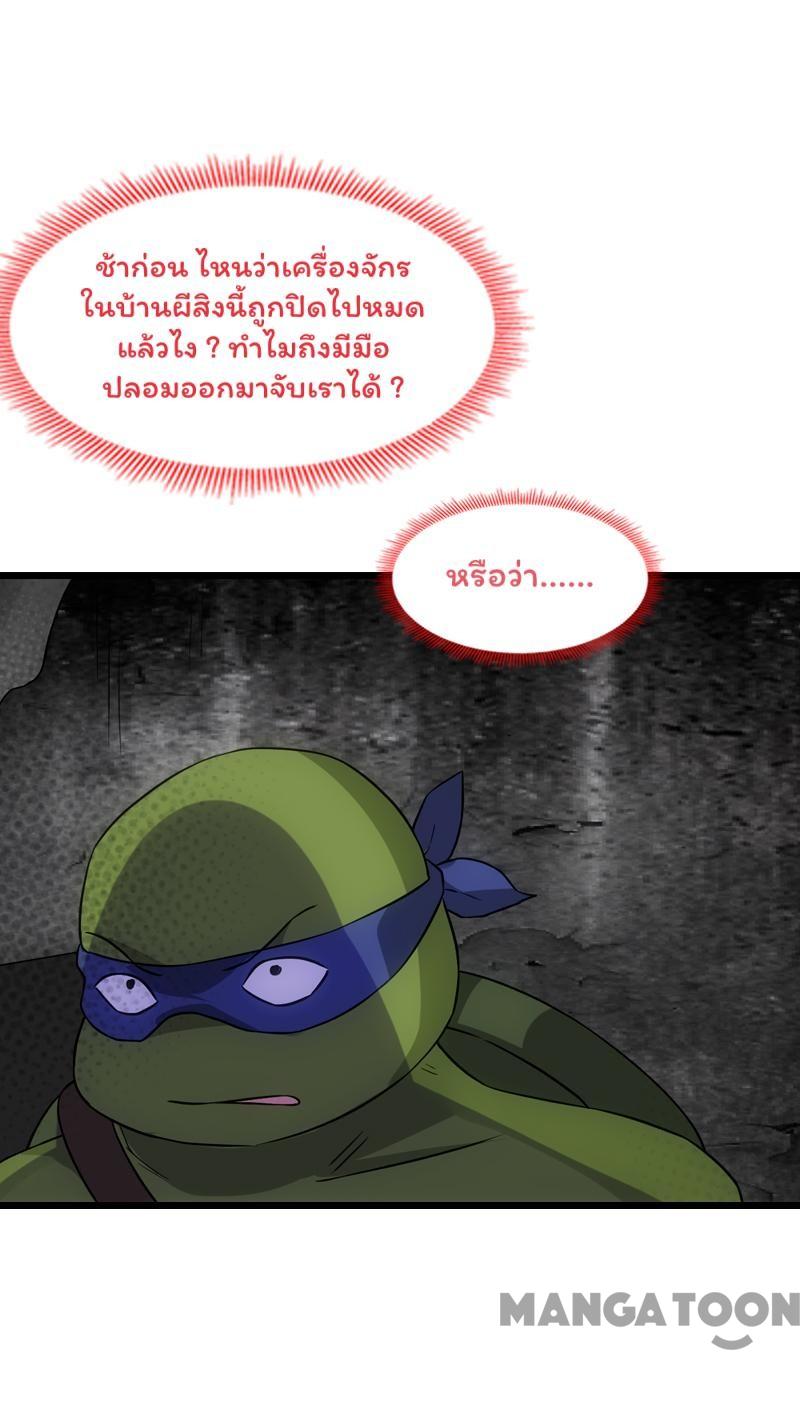 ช้าก่อน ไหนว่าเครื่องจักร
ในบ้านผีสิงนี้ถูกปิดไปหมด
แล้วไง ? ทำไมถึงมีมือ
ปลอมออกมาจับเราได้ ?
หรือว่า......
MANGATOON